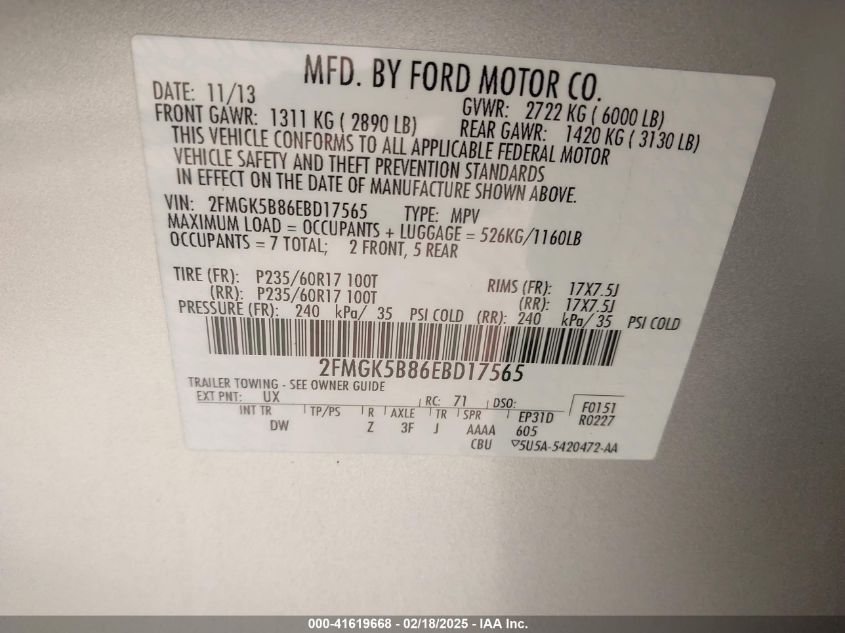 MFD. BY FORD MOTOR CO.
DATE: 11/13 GVWR: 2722 KG ( 6000 LB)
FRONT GAWR: 1311 KG ( 2890 LB) REAR GAWR: 1420 KG ( 3130 LB)
THIS VEHICLE CONFORMS TO ALL APPLICABLE FEDERAL MOTOR
VEHICLE SAFETY AND THEFT PREVENTION STANDARDS
IN EFFECT ON THE DATE OF MANUFACTURE SHOWN ABOVE.
VIN: 2FMGK5B86EBD17565 TYPE: MPV
MAXIMUM LOAD = OCCUPANTS + LUGGAGE = 526KG/1160LB
OCCUPANTS = 7 TOTAL; 2 FRONT, 5 REAR
TIRE (FR): P235/60R17 100T RIMS (FR): 17X7.5J
(RR): P235/60R17 100T (RR): 17X7.5J
PRESSURE (FR): 240 kPa/ 35 PSI COLD (RR): 240 kPa/ 35 PSI COLD
2FMGK5B86EBD17565
TRAILER TOWING - SEE OWNER GUIDE
EXT PNT: UX RC: 71 DSO: F0151
INT TR TP/PS R AXLE TR SPR EP31D R0227
DW Z 3F J AAAA 605
CBU 5U5A-5420472-AA
000-41619668 - 02/18/2025 - IAA Inc.